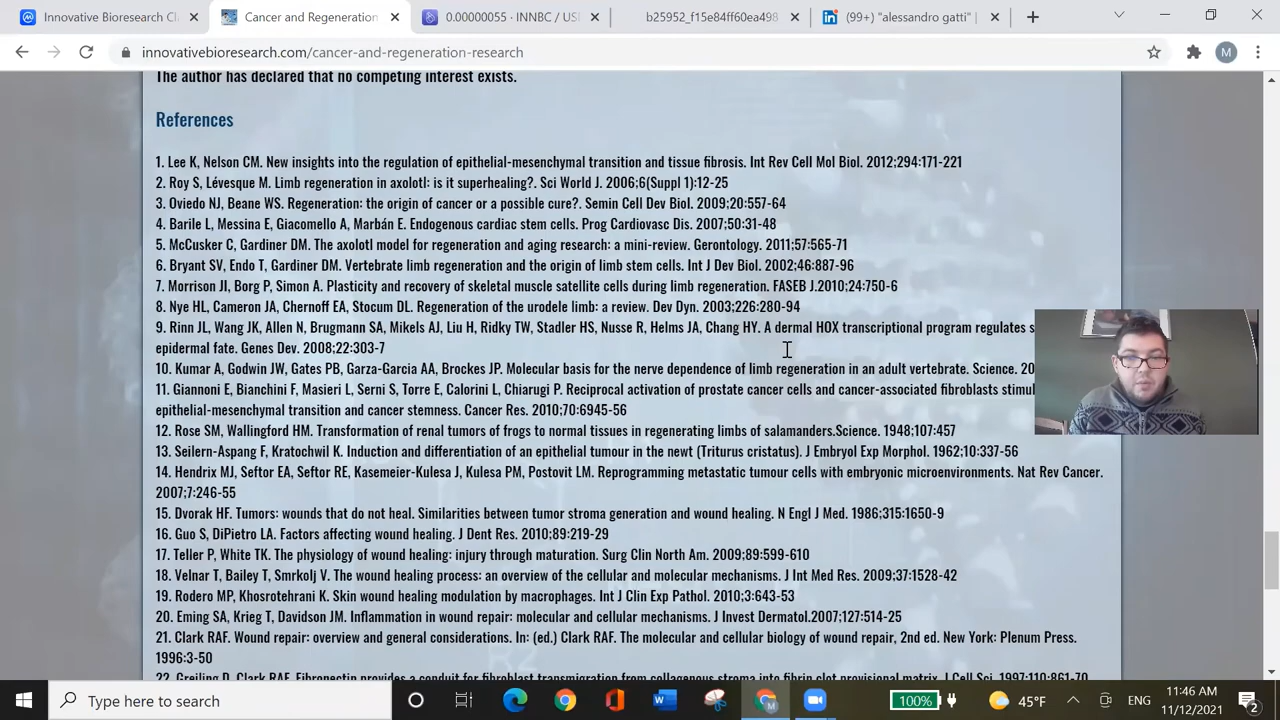 Innovative Bioresearch Cl
Cancer and Regeneration
0.00000055 · INNBC / US
b25952_f15e84ff60ea498
(99+) "alessandro gatti" |
innovativebioresearch.com/cancer-and-regeneration-research
M
The author has declared that no competing interest exists.
References
1. Lee K, Nelson CM. New insights into the regulation of epithelial-mesenchymal transition and tissue fibrosis. Int Rev Cell Mol Biol. 2012;294:171-221
2. Roy S, Lévesque M. Limb regeneration in axolotl: is it superhealing?. Sci World J. 2006;6(Suppl 1):12-25
3. Oviedo NJ, Beane WS. Regeneration: the origin of cancer or a possible cure?. Semin Cell Dev Biol. 2009;20:557-64
4. Barile L, Messina E, Giacomello A, Marbán E. Endogenous cardiac stem cells. Prog Cardiovasc Dis. 2007;50:31-48
5. McCusker C, Gardiner DM. The axolotl model for regeneration and aging research: a mini-review. Gerontology. 2011;57:565-71
6. Bryant SV, Endo T, Gardiner DM. Vertebrate limb regeneration and the origin of limb stem cells. Int J Dev Biol. 2002;46:887-96
7. Morrison JI, Borg P, Simon A. Plasticity and recovery of skeletal muscle satellite cells during limb regeneration. FASEB J.2010;24:750-6
8. Nye HL, Cameron JA, Chernoff EA, Stocum DL. Regeneration of the urodele limb: a review. Dev Dyn. 2003;226:280-94
9. Rinn JL, Wang JK, Allen N, Brugmann SA, Mikels AJ, Liu H, Ridky TW, Stadler HS, Nusse R, Helms JA, Chang HY. A dermal HOX transcriptional program regulates s
epidermal fate. Genes Dev. 2008;22:303-7
10. Kumar A, Godwin JW, Gates PB, Garza-Garcia AA, Brockes JP. Molecular basis for the nerve dependence of limb regeneration in an adult vertebrate. Science. 20
11. Giannoni E, Bianchini F, Masieri L, Serni S, Torre E, Calorini L, Chiarugi P. Reciprocal activation of prostate cancer cells and cancer-associated fibroblasts stimul
epithelial-mesenchymal transition and cancer stemness. Cancer Res. 2010;70:6945-56
12. Rose SM, Wallingford HM. Transformation of renal tumors of frogs to normal tissues in regenerating limbs of salamanders.Science. 1948;107:457
13. Seilern-Aspang F, Kratochwil K. Induction and differentiation of an epithelial tumour in the newt (Triturus cristatus). J Embryol Exp Morphol. 1962;10:337-56
14. Hendrix MJ, Seftor EA, Seftor RE, Kasemeier-Kulesa J, Kulesa PM, Postovit LM. Reprogramming metastatic tumour cells with embryonic microenvironments. Nat Rev Cancer.
2007;7:246-55
15. Dvorak HF. Tumors: wounds that do not heal. Similarities between tumor stroma generation and wound healing. N Engl J Med. 1986;315:1650-9
16. Guo S, DiPietro LA. Factors affecting wound healing. J Dent Res. 2010;89:219-29
17. Teller P, White TK. The physiology of wound healing: injury through maturation. Surg Clin North Am. 2009;89:599-610
18. Velnar T, Bailey T, Smrkolj V. The wound healing process: an overview of the cellular and molecular mechanisms. J Int Med Res. 2009;37:1528-42
19. Rodero MP, Khosrotehrani K. Skin wound healing modulation by macrophages. Int J Clin Exp Pathol. 2010;3:643-53
20. Eming SA, Krieg T, Davidson JM. Inflammation in wound repair: molecular and cellular mechanisms. J Invest Dermatol.2007;127:514-25
21. Clark RAF. Wound repair: overview and general considerations. In: (ed.) Clark RAF. The molecular and cellular biology of wound repair, 2nd ed. New York: Plenum Press.
1996:3-50
22. Greiling D, Clark RAF. Fibronectin provides a conduit for fibroblast transmigration from collagenous stroma into fibrin clot provisional matrix. J Cell Sci. 1997;110:861-70
Type here to search
100%
45°F
ENG
11:46 AM
11/12/2021
2